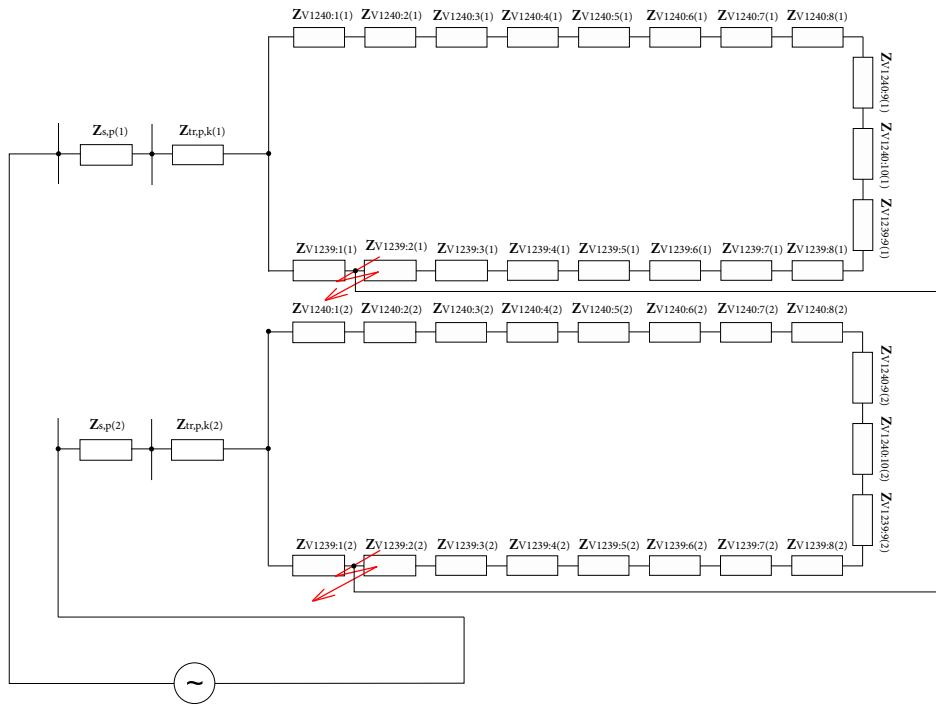 ZV1240:1(1) ZV1240:2(1) ZV1240:3(1) ZV1240:4(1) ZV1240:5(1) ZV1240:6(1) ZV1240:7(1) ZV1240:8(1)
ZV1240:9(1)
Zs,p(1) Ztr,p,k(1)
ZV1240:10(1)
ZV1239:9(1)
ZV1239:1(1) ZV1239:2(1) ZV1239:3(1) ZV1239:4(1) ZV1239:5(1) ZV1239:6(1) ZV1239:7(1) ZV1239:8(1)
ZV1240:1(2) ZV1240:2(2) ZV1240:3(2) ZV1240:4(2) ZV1240:5(2) ZV1240:6(2) ZV1240:7(2) ZV1240:8(2)
ZV1240:9(2)
Zs,p(2) Ztr,p,k(2)
ZV1240:10(2)
ZV1239:9(2)
ZV1239:1(2) ZV1239:2(2) ZV1239:3(2) ZV1239:4(2) ZV1239:5(2) ZV1239:6(2) ZV1239:7(2) ZV1239:8(2)
~